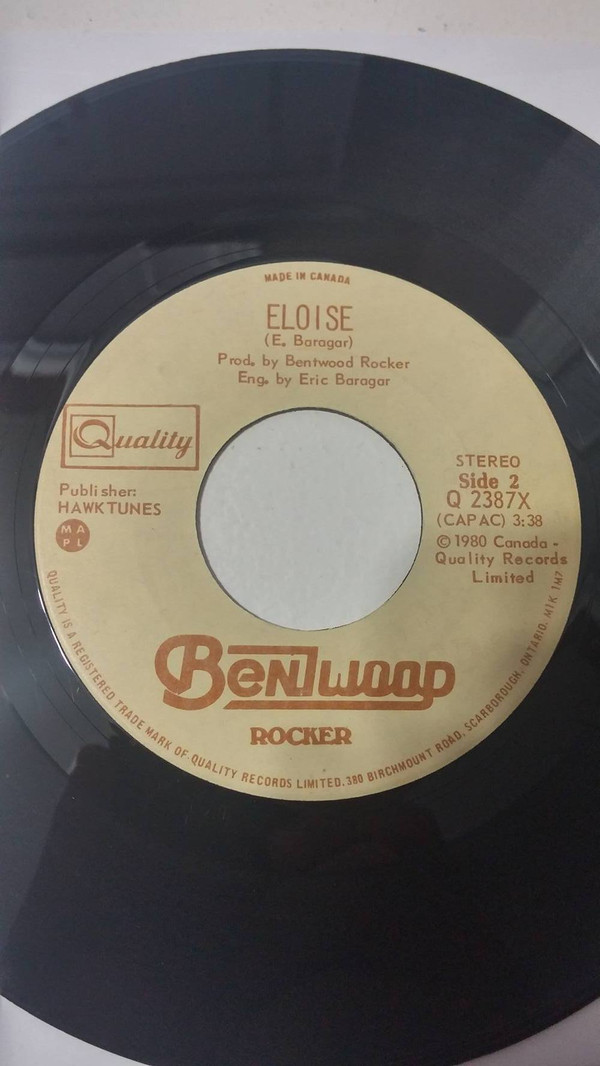 MADE IN CANADA
ELOISE
(E. Baragar)
Prod. by Bentwood Rocker
Eng. by Eric Baragar
Quality
Publisher:
HAWKTUNES
M A
P L
STEREO
Side 2
Q 2387X
(CAPAC) 3:38
© 1980 Canada -
Quality Records
Limited
BENTWOOD
ROCKER
QUALITY IS A REGISTERED TRADE MARK OF QUALITY RECORDS LIMITED. 380 BIRCHMOUNT ROAD, SCARBOROUGH, ONTARIO. M1K 1M7